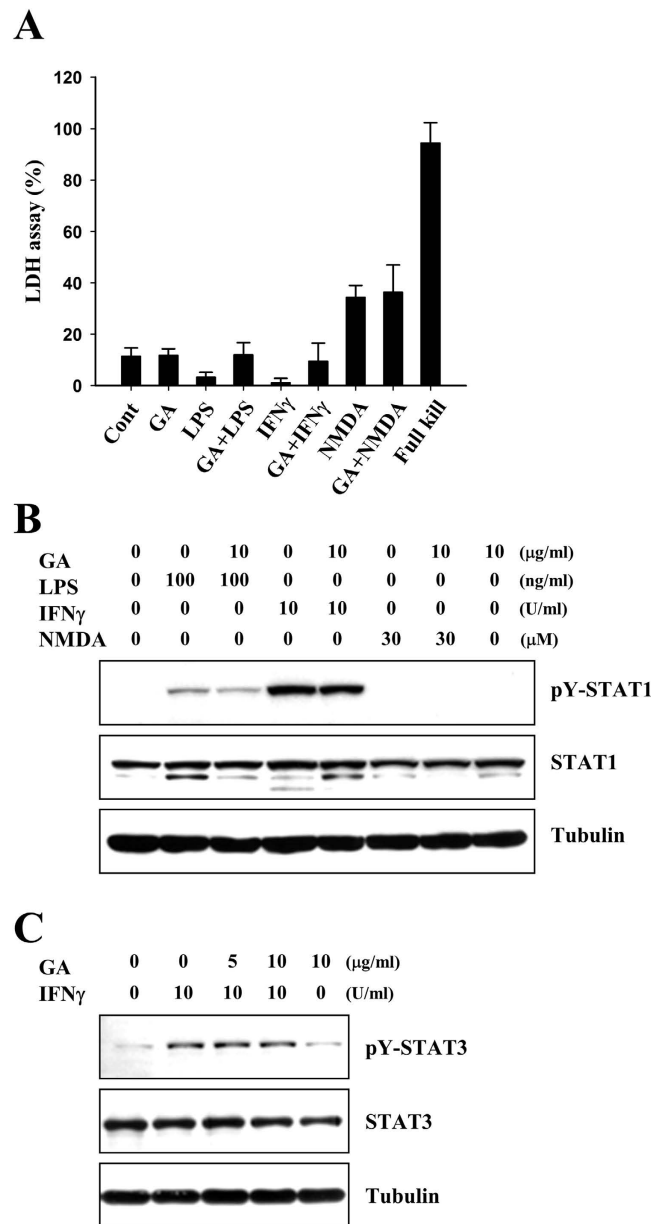 A
LDH assay (%)
120
100
80
60
40
20
0
Cont
GA
LPS
GA+LPS
IFNγ
GA+IFNγ
NMDA
GA+NMDA
Full kill
B
GA 0 0 10 0 10 0 10 10 (μg/ml)
LPS 0 100 100 0 0 0 0 0 (ng/ml)
IFNγ 0 0 0 10 10 0 0 0 (U/ml)
NMDA 0 0 0 0 0 30 30 0 (μM)
pY-STAT1
STAT1
Tubulin
C
GA 0 0 5 10 10 (μg/ml)
IFNγ 0 10 10 10 0 (U/ml)
pY-STAT3
STAT3
Tubulin